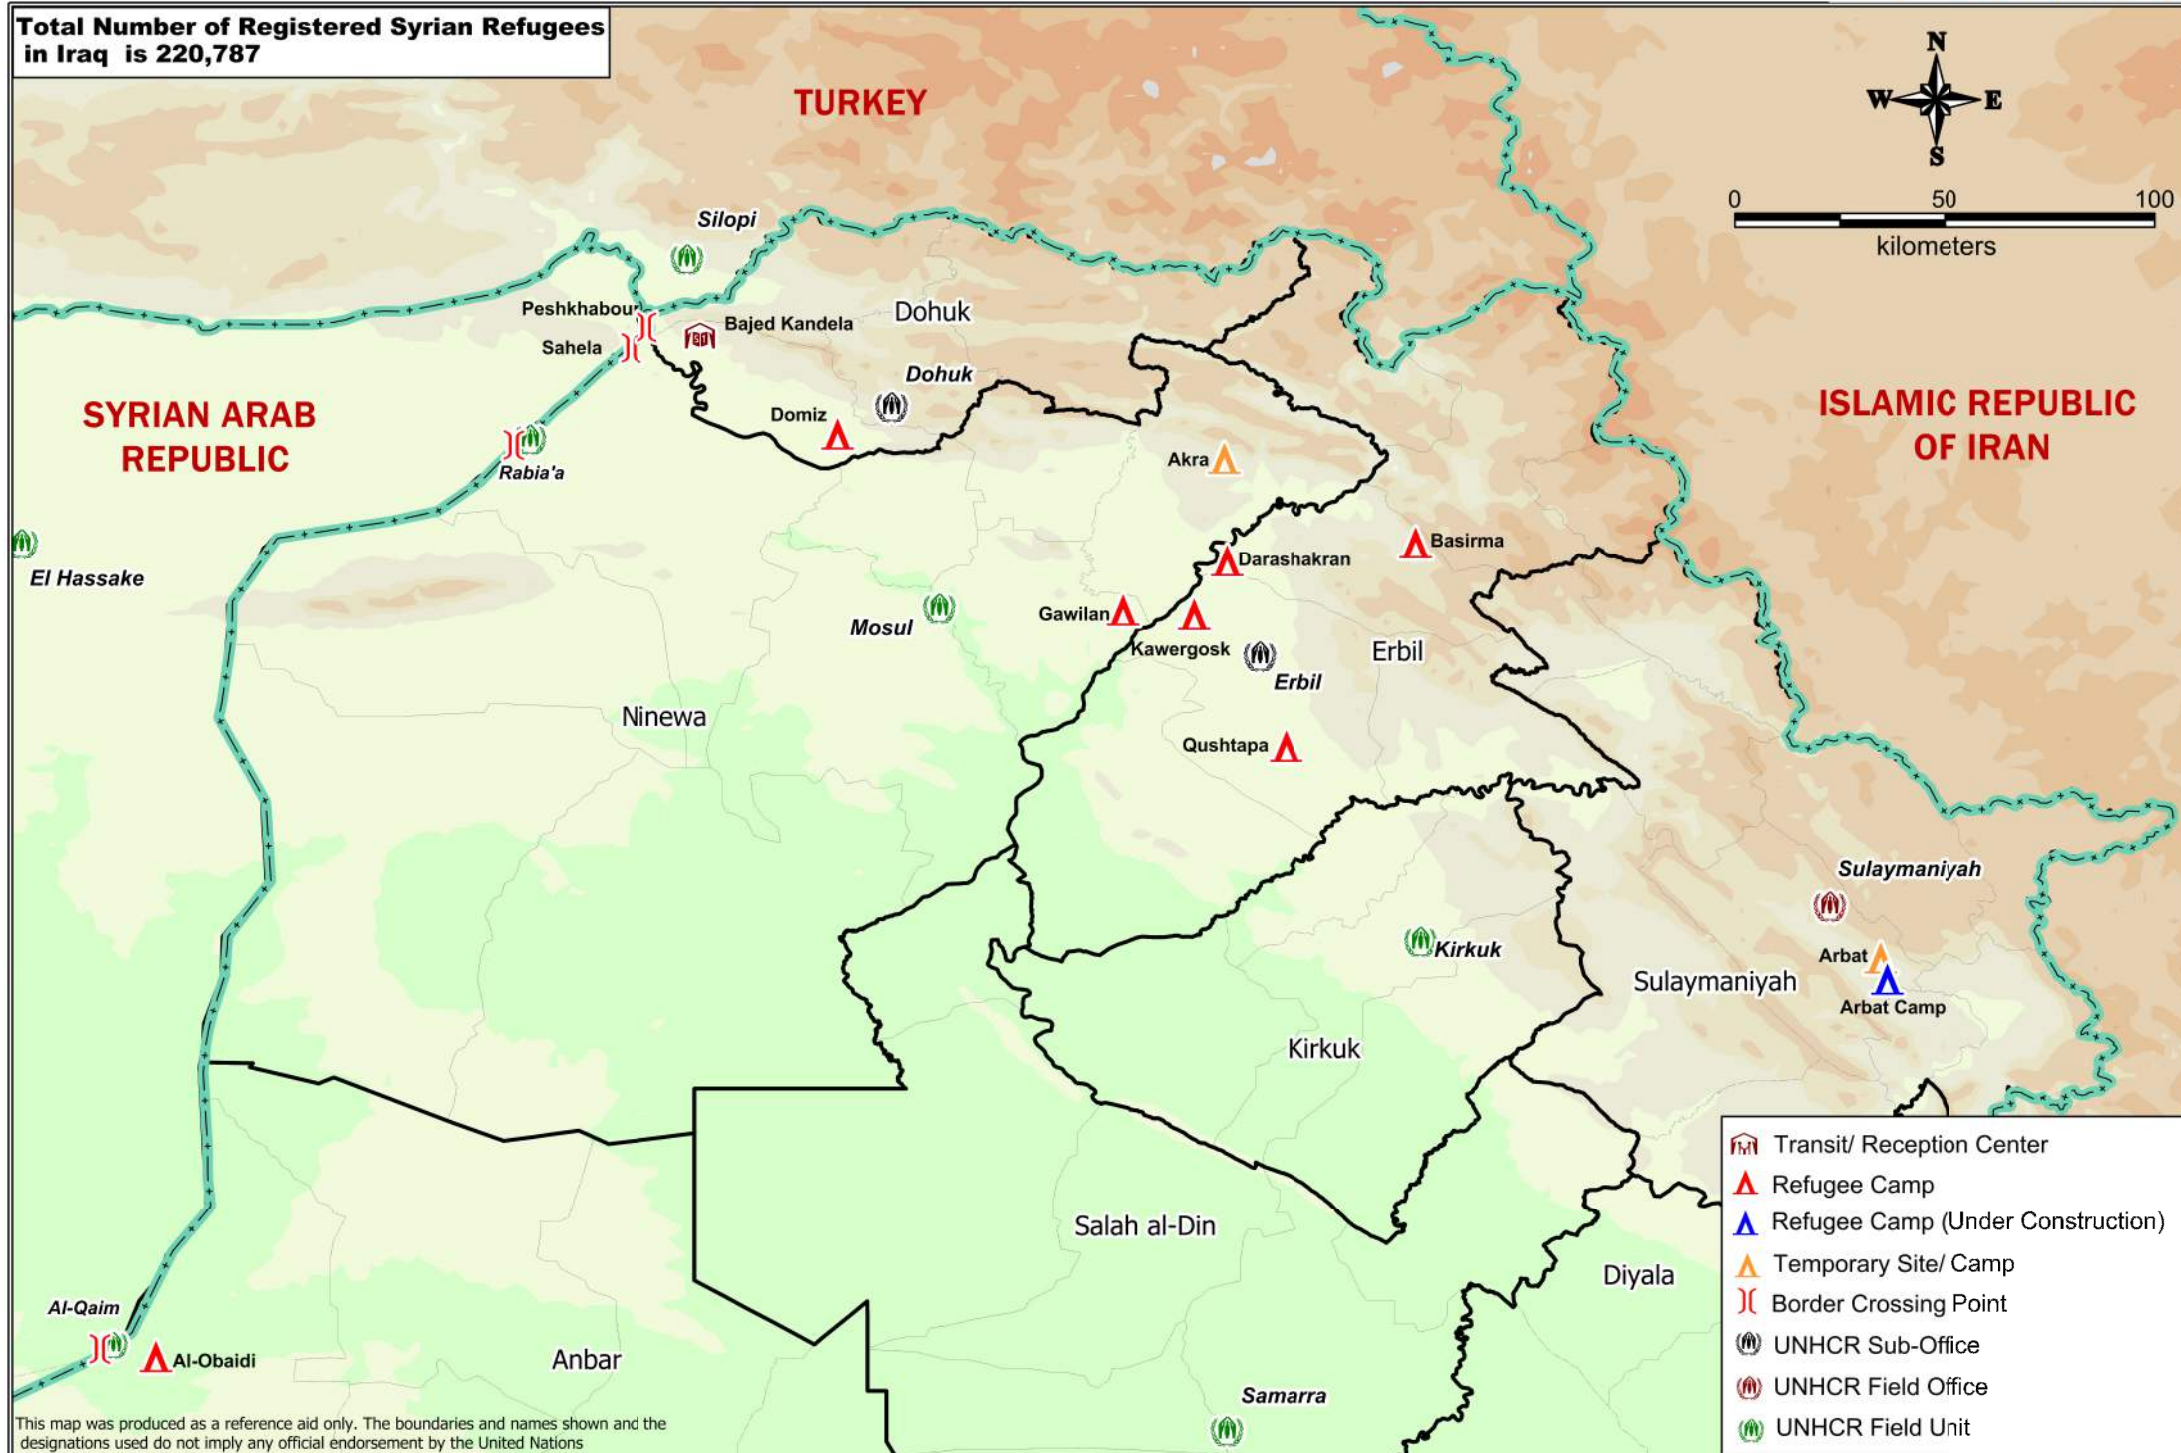 Total Number of Registered Syrian Refugees
in Iraq is 220,787
TURKEY
N
W E
S
0 50 100
kilometers
Silopi
Peshkhabour
Bajed Kandela
Dohuk
Sahela
Dohuk
SYRIAN ARAB
REPUBLIC
ISLAMIC REPUBLIC
OF IRAN
Domiz
Rabia'a
Akra
El Hassake
Basirma
Darashakran
Gawilan
Mosul
Kawergosk
Erbil
Erbil
Ninewa
Qushtapa
Sulaymaniyah
Kirkuk
Arbat
Sulaymaniyah
Arbat Camp
Kirkuk
Salah al-Din
Diyala
Al-Qaim
Al-Obaidi
Anbar
Samarra
Transit/ Reception Center
Refugee Camp
Refugee Camp (Under Construction)
Temporary Site/ Camp
Border Crossing Point
UNHCR Sub-Office
UNHCR Field Office
UNHCR Field Unit
This map was produced as a reference aid only. The boundaries and names shown and the
designations used do not imply any official endorsement by the United Nations